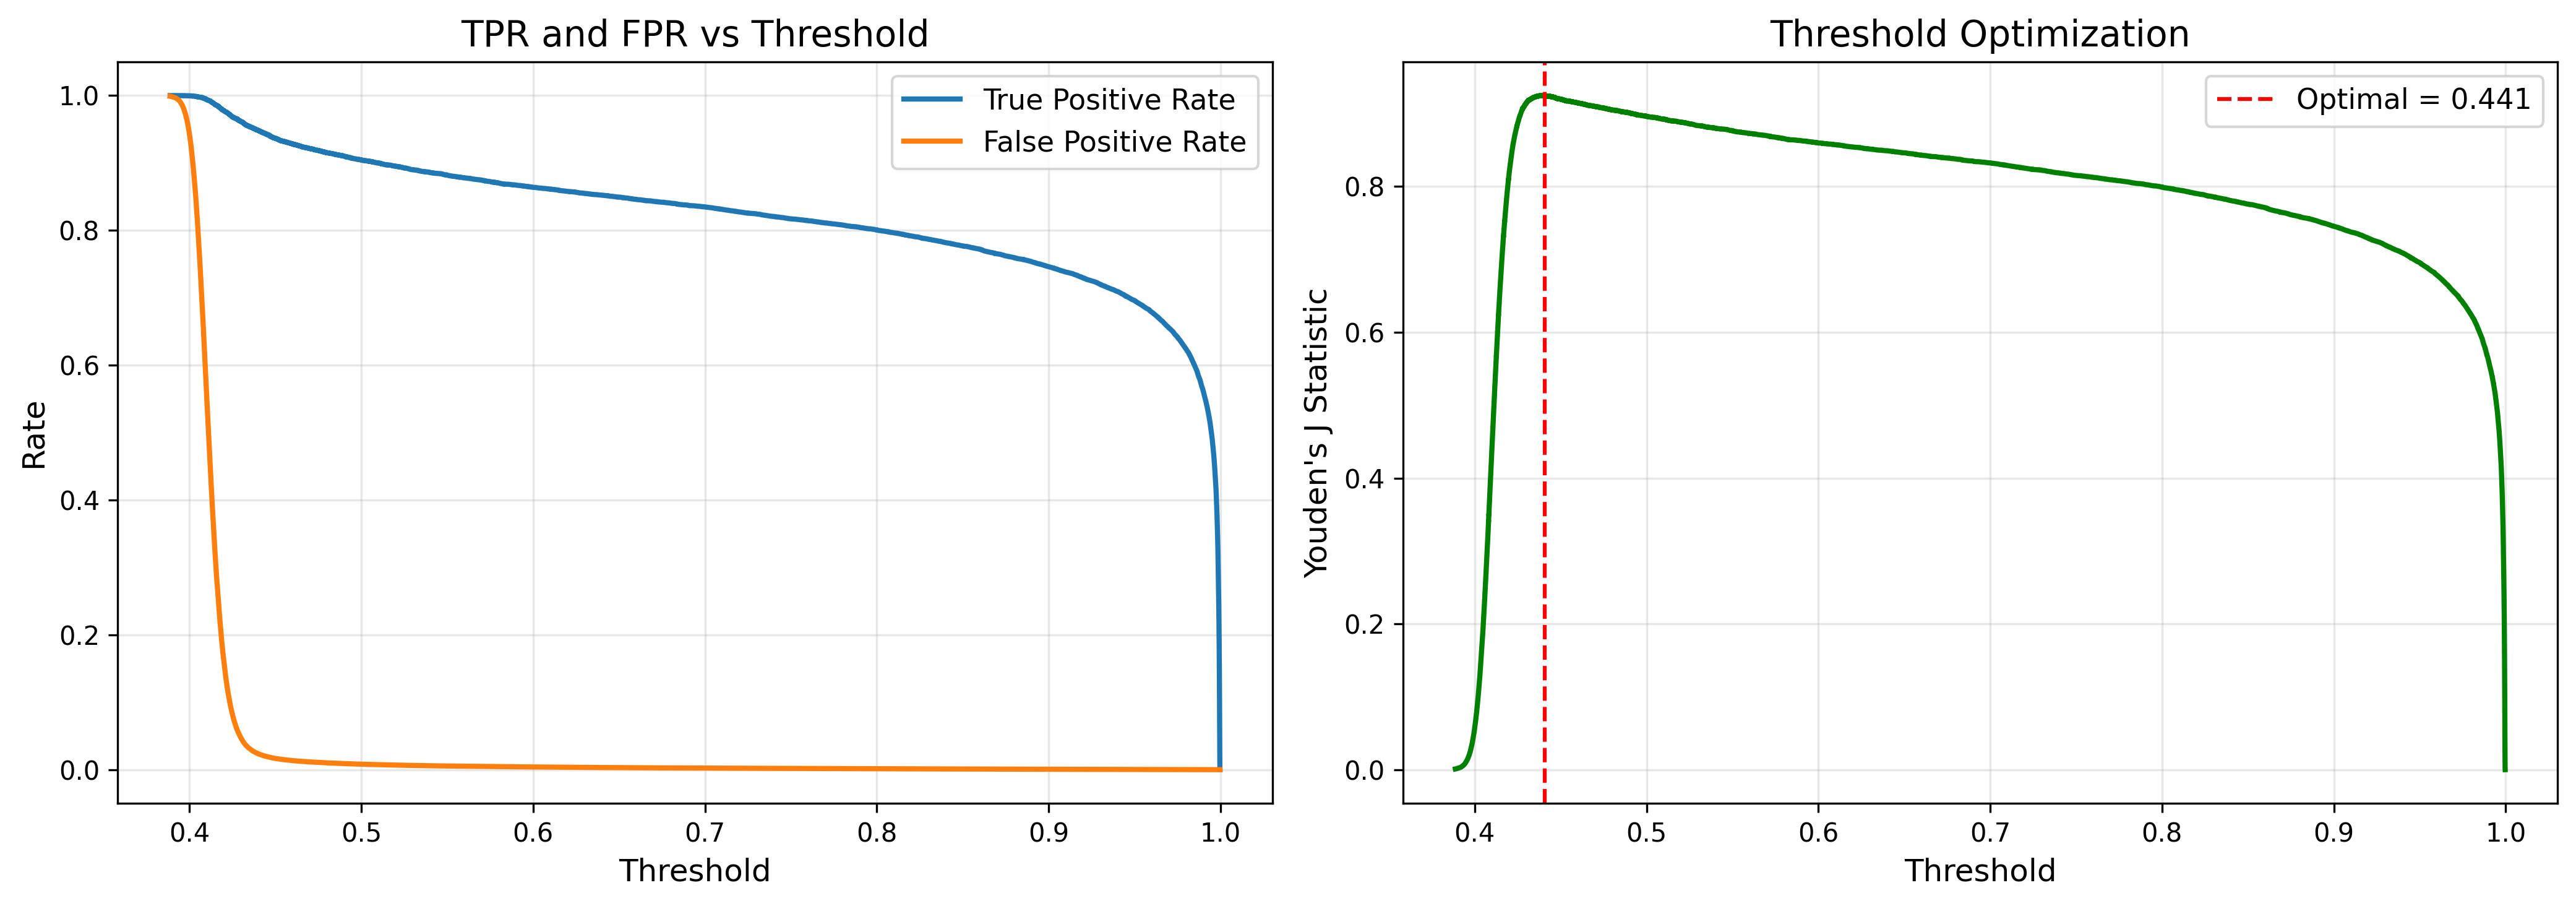 TPR and FPR vs Threshold
True Positive Rate
False Positive Rate
Rate
1.0
0.8
0.6
0.4
0.2
0.0
0.4 0.5 0.6 0.7 0.8 0.9 1.0
Threshold
Threshold Optimization
Optimal = 0.441
Youden's J Statistic
0.8
0.6
0.4
0.2
0.0
0.4 0.5 0.6 0.7 0.8 0.9 1.0
Threshold